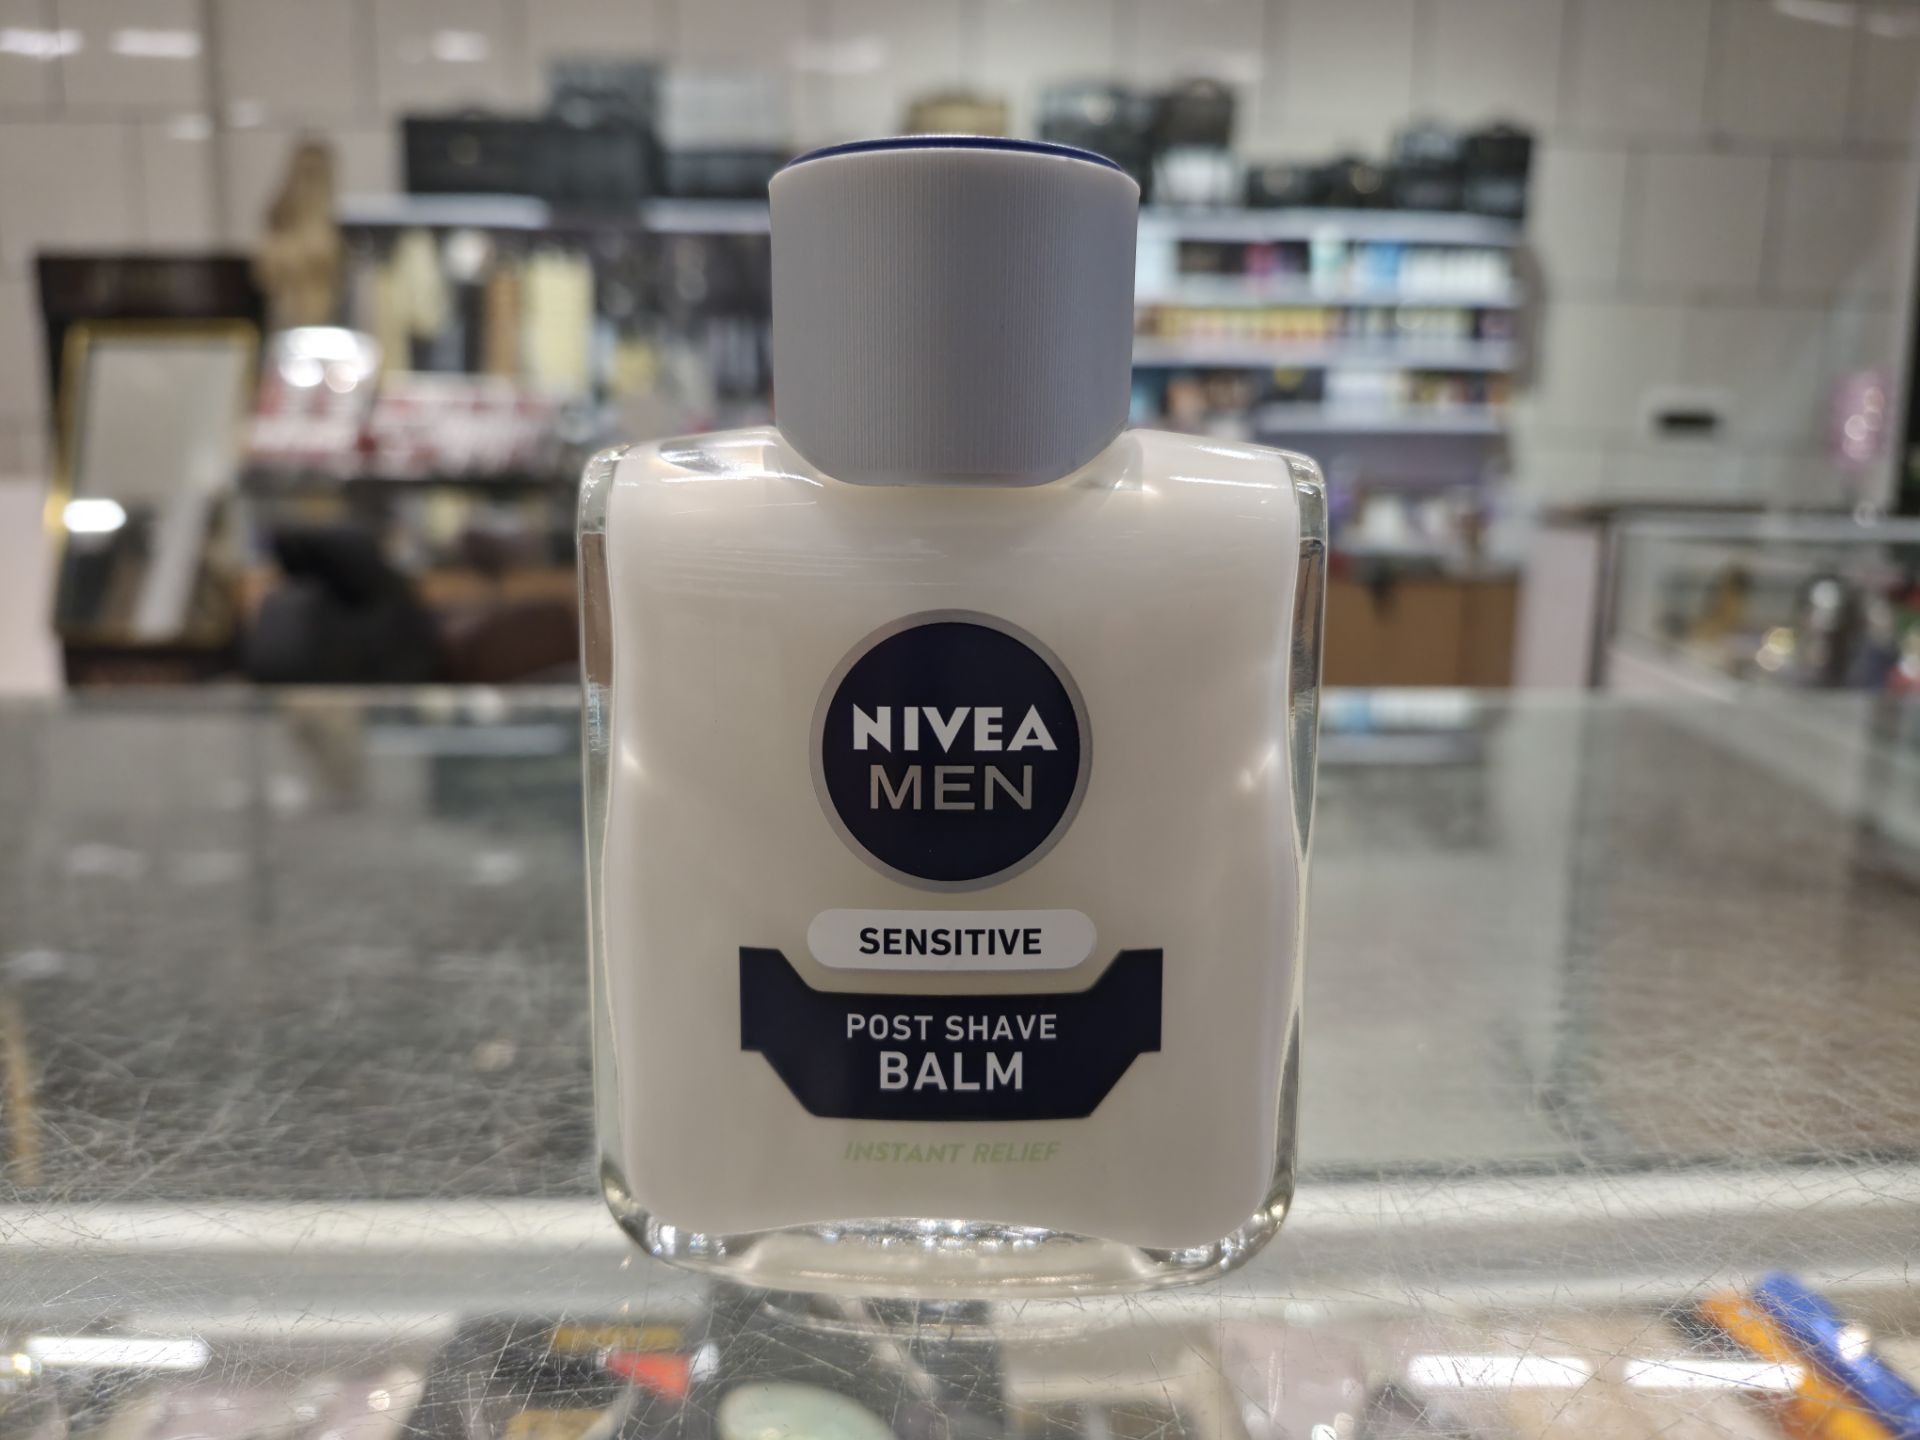 NIVEA
MEN
SENSITIVE
POST SHAVE
BALM
INSTANT RELIEF